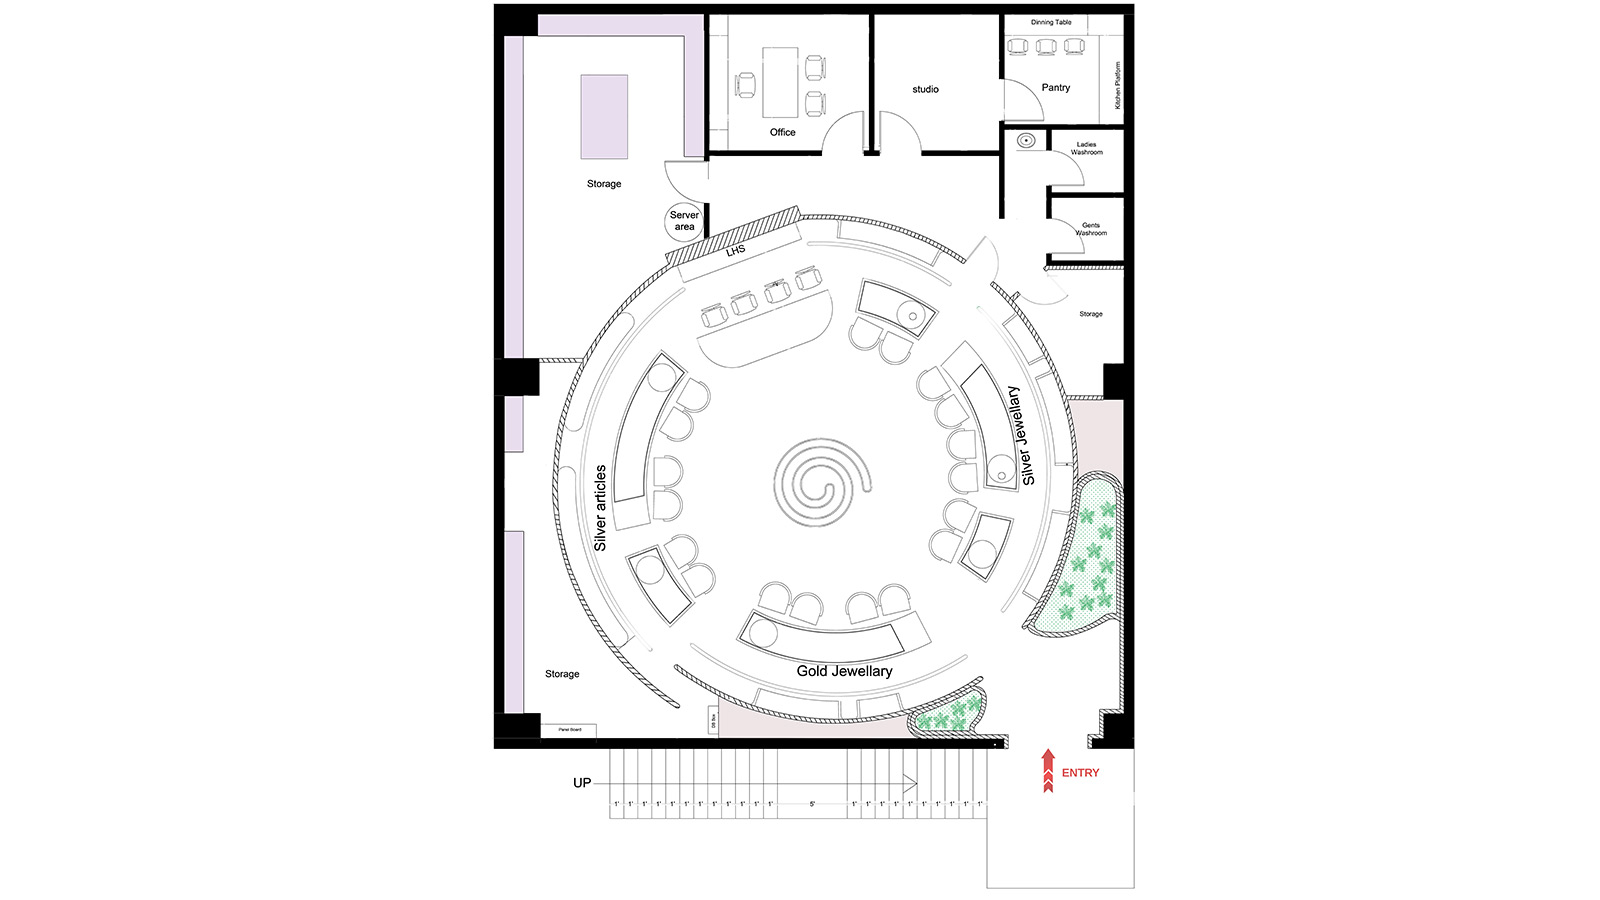 Dinning Table
Kitchen Platform
Pantry
studio
Office
Ladies
Washroom
Storage
Server
area
Gents
Washroom
LHS
Storage
Silver Jewellary
Silver articles
Gold Jewellary
Storage
DB Box
Panel Board
ENTRY
UP
1' 1' 1' 1' 1' 1' 1' 1' 1' 1' 1' 1' 5' 1' 1' 1' 1' 1' 1' 1' 1' 1' 1'